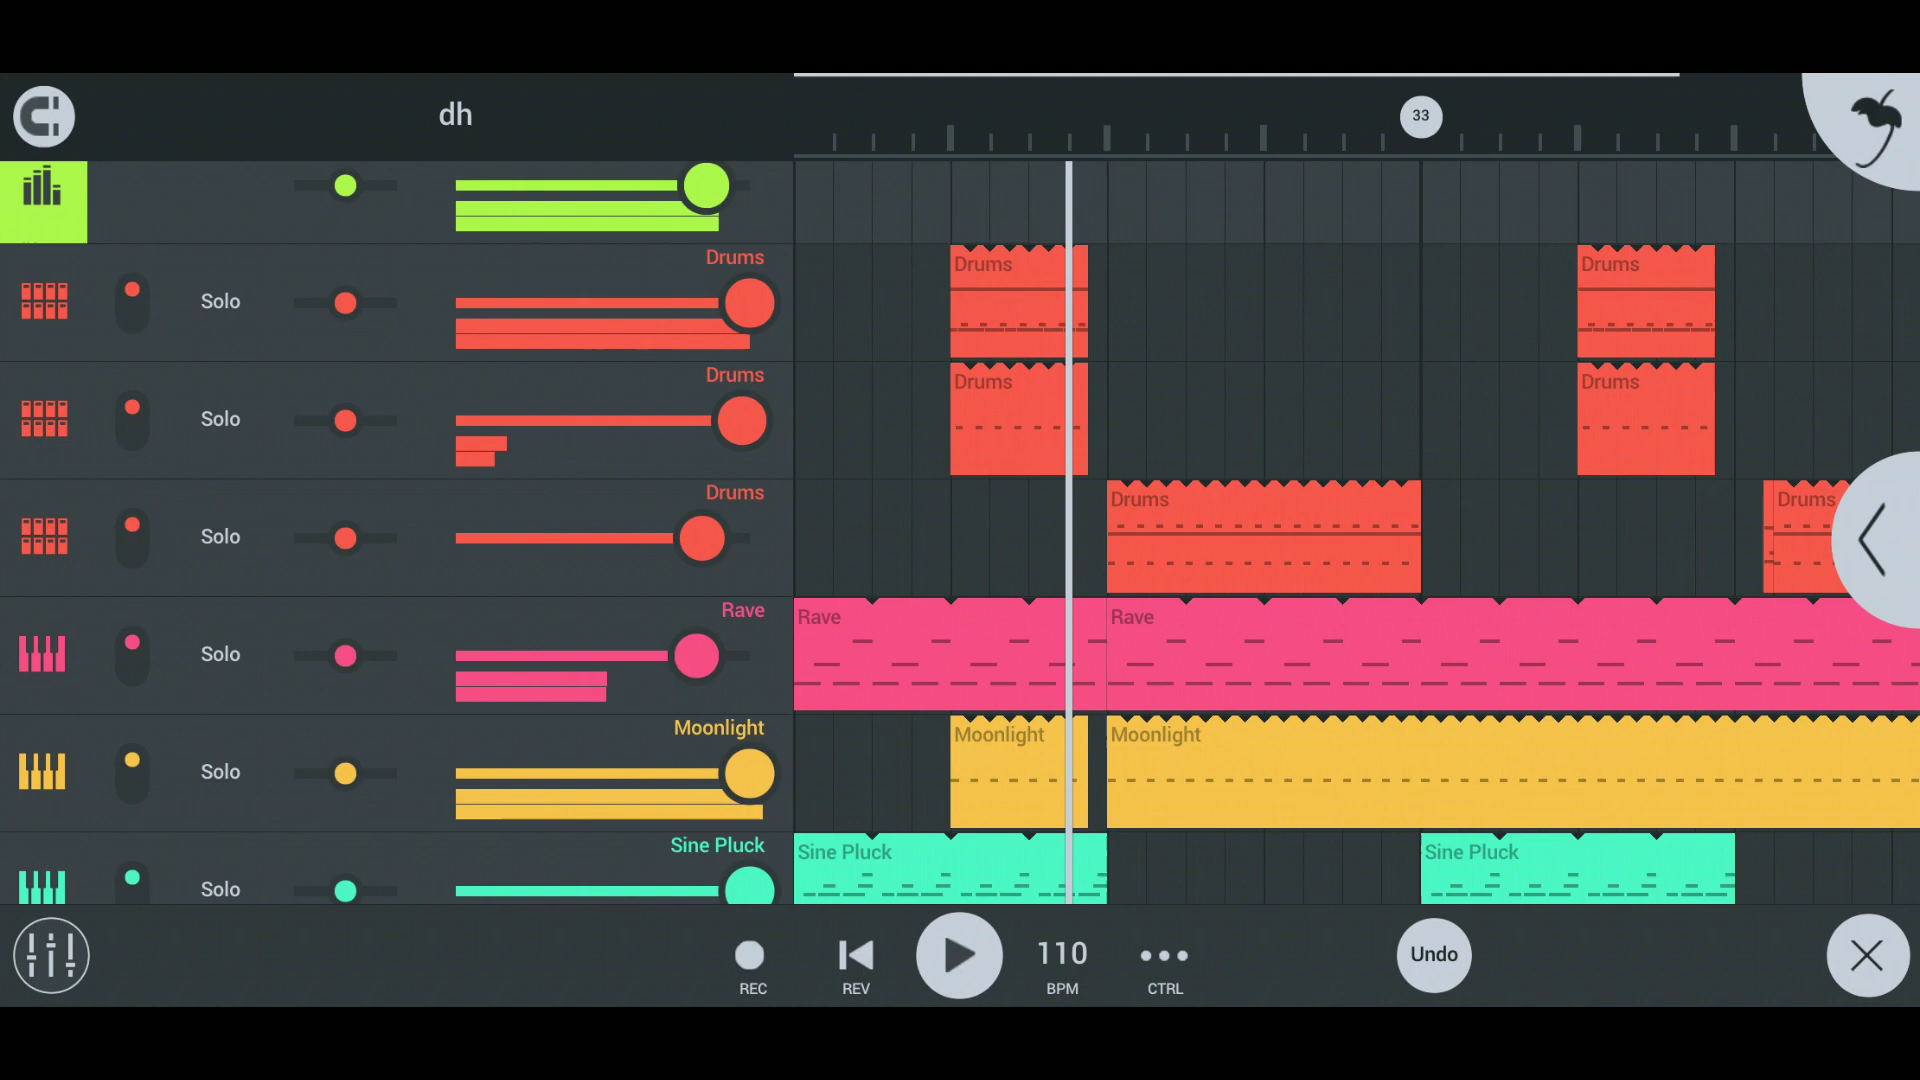 dh
33
Drums
Drums
Drums
Solo
Drums
Drums
Drums
Solo
Drums
Drums
Drums
Solo
Rave
Rave
Rave
Solo
Moonlight
Moonlight
Moonlight
Solo
Sine Pluck
Sine Pluck
Sine Pluck
Solo
110
Undo
REC
REV
BPM
CTRL